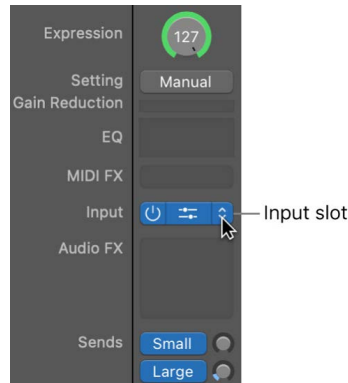 Expression 127
Setting Manual
Gain Reduction
EQ
MIDI FX
Input Input slot
Audio FX
Sends Small
Large